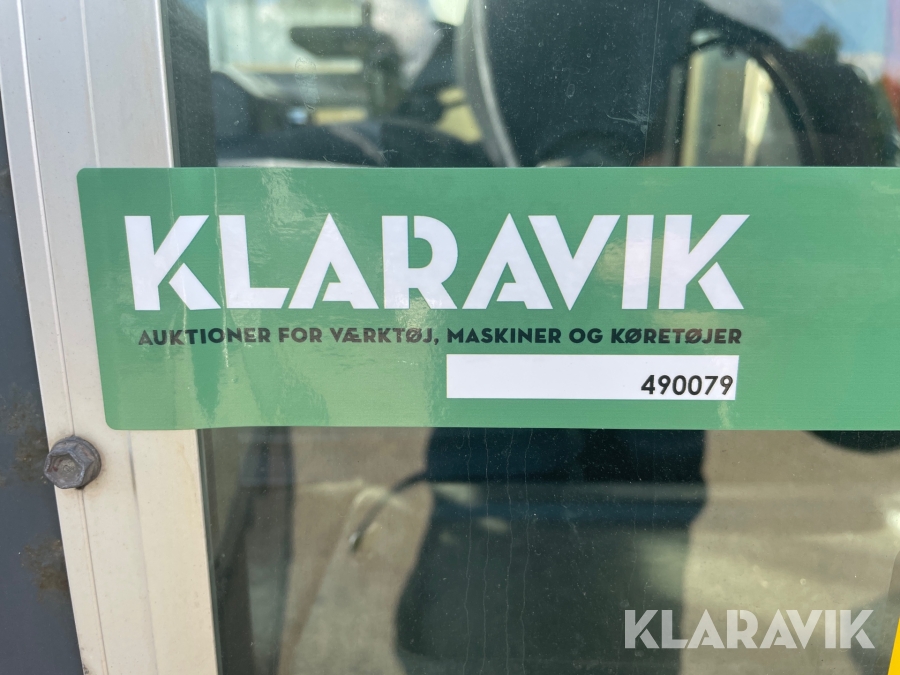 KLARAVIK
AUKTIONER FOR VÆRKTØJ, MASKINER OG KØRETØJER
490079
KLARAVIK